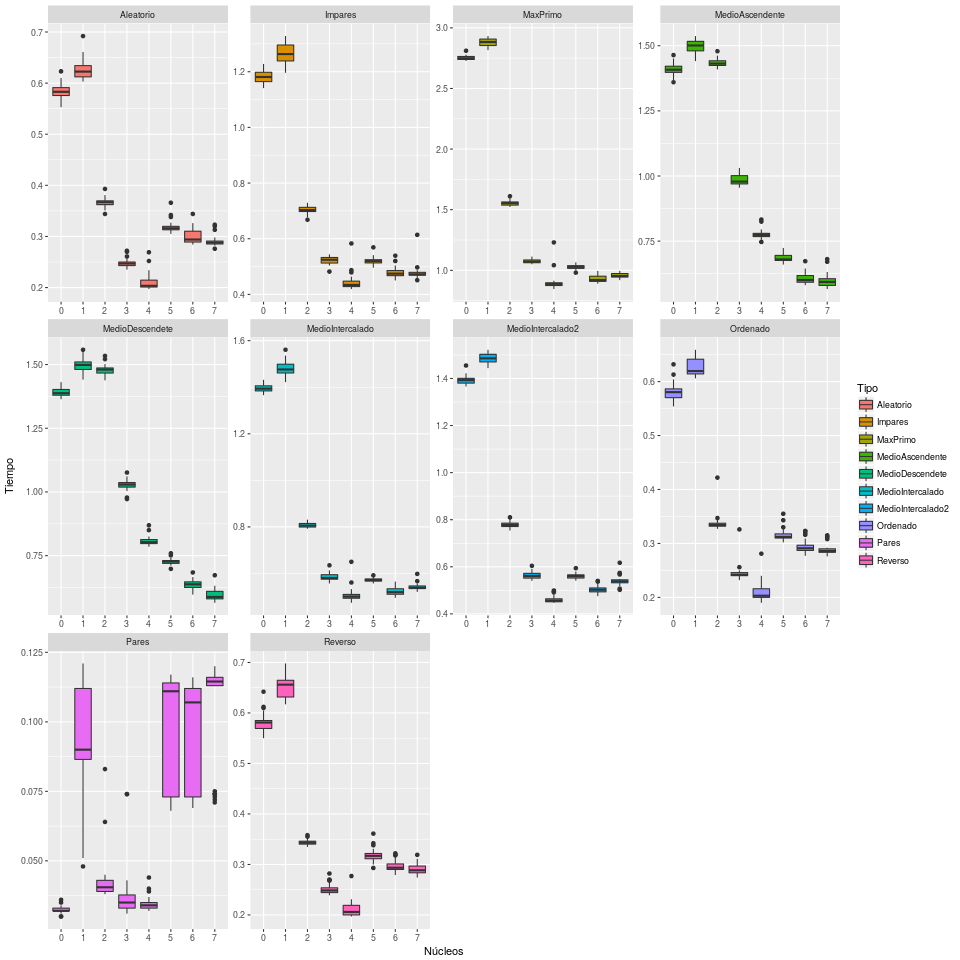 Aleatorio Impares MaxPrimo MedioAscendente
0.7
0.6
0.5
0.4
0.3
0.2
0 1 2 3 4 5 6 7
1.2
1.0
0.8
0.6
0.4
0 1 2 3 4 5 6 7
3.0
2.5
2.0
1.5
1.0
0 1 2 3 4 5 6 7
1.50
1.25
1.00
0.75
0 1 2 3 4 5 6 7
MedioDescendete MedioIntercalado MedioIntercalado2 Ordenado
1.50
1.25
1.00
0.75
0 1 2 3 4 5 6 7
1.6
1.2
0.8
0 1 2 3 4 5 6 7
1.4
1.2
1.0
0.8
0.6
0.4
0 1 2 3 4 5 6 7
0.6
0.5
0.4
0.3
0.2
0 1 2 3 4 5 6 7
Pares Reverso
0.125
0.100
0.075
0.050
0 1 2 3 4 5 6 7
0.7
0.6
0.5
0.4
0.3
0.2
0 1 2 3 4 5 6 7
Tiempo
Núcleos
Tipo
Aleatorio
Impares
MaxPrimo
MedioAscendente
MedioDescendete
MedioIntercalado
MedioIntercalado2
Ordenado
Pares
Reverso